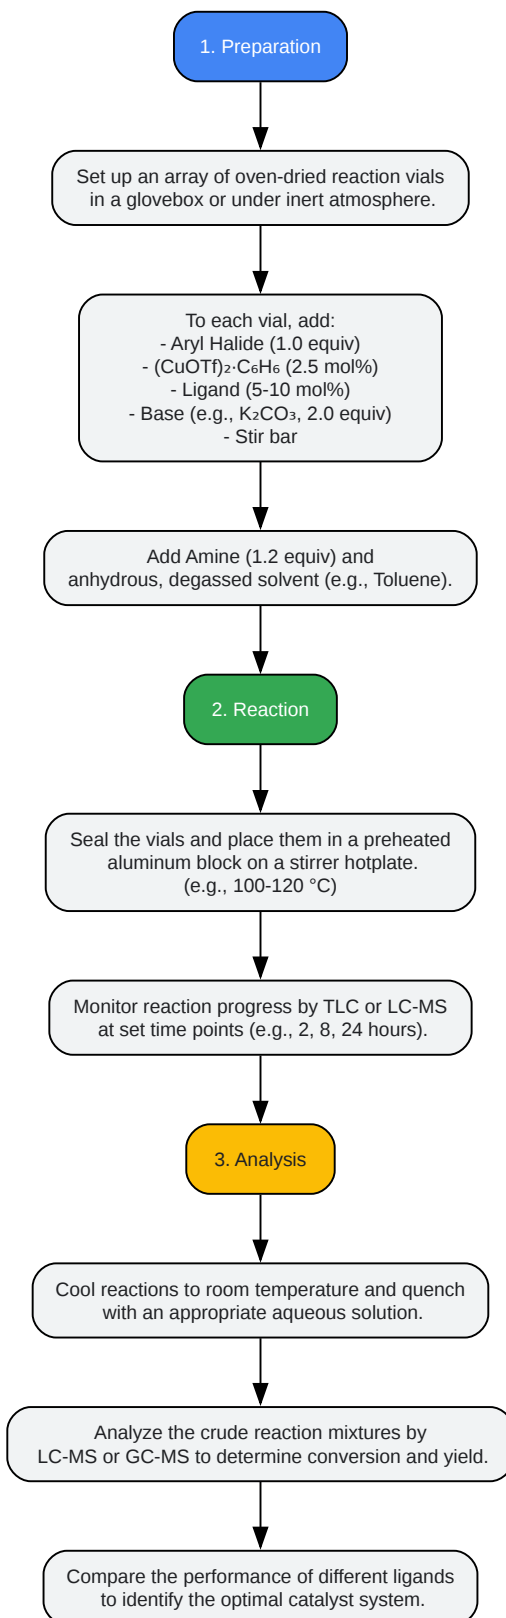 1. Preparation
Set up an array of oven-dried reaction vials
in a glovebox or under inert atmosphere.
To each vial, add:
- Aryl Halide (1.0 equiv)
- (CuOTf)₂·C₆H₆ (2.5 mol%)
- Ligand (5-10 mol%)
- Base (e.g., K₂CO₃, 2.0 equiv)
- Stir bar
Add Amine (1.2 equiv) and
anhydrous, degassed solvent (e.g., Toluene).
2. Reaction
Seal the vials and place them in a preheated
aluminum block on a stirrer hotplate.
(e.g., 100-120 °C)
Monitor reaction progress by TLC or LC-MS
at set time points (e.g., 2, 8, 24 hours).
3. Analysis
Cool reactions to room temperature and quench
with an appropriate aqueous solution.
Analyze the crude reaction mixtures by
LC-MS or GC-MS to determine conversion and yield.
Compare the performance of different ligands
to identify the optimal catalyst system.